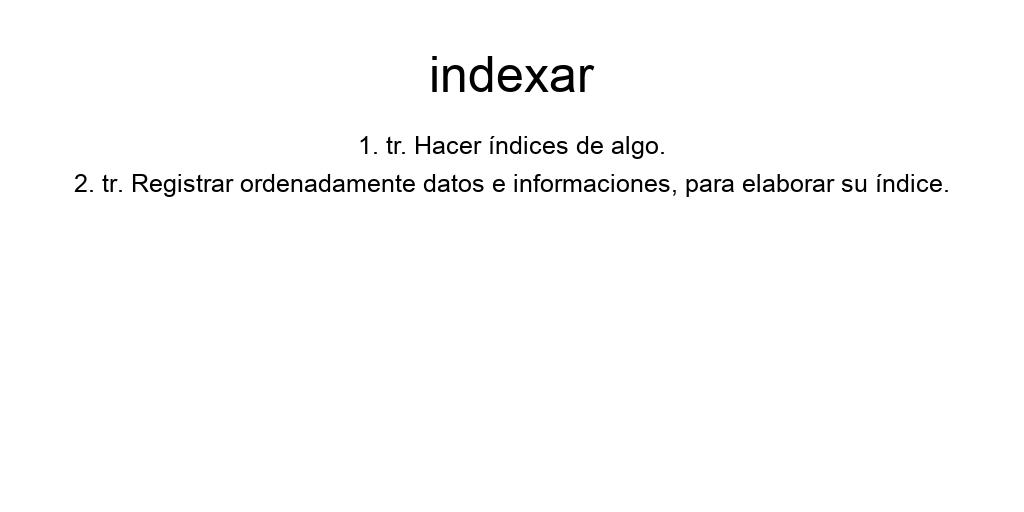 indexar
1. tr. Hacer índices de algo.
2. tr. Registrar ordenadamente datos e informaciones, para elaborar su índice.